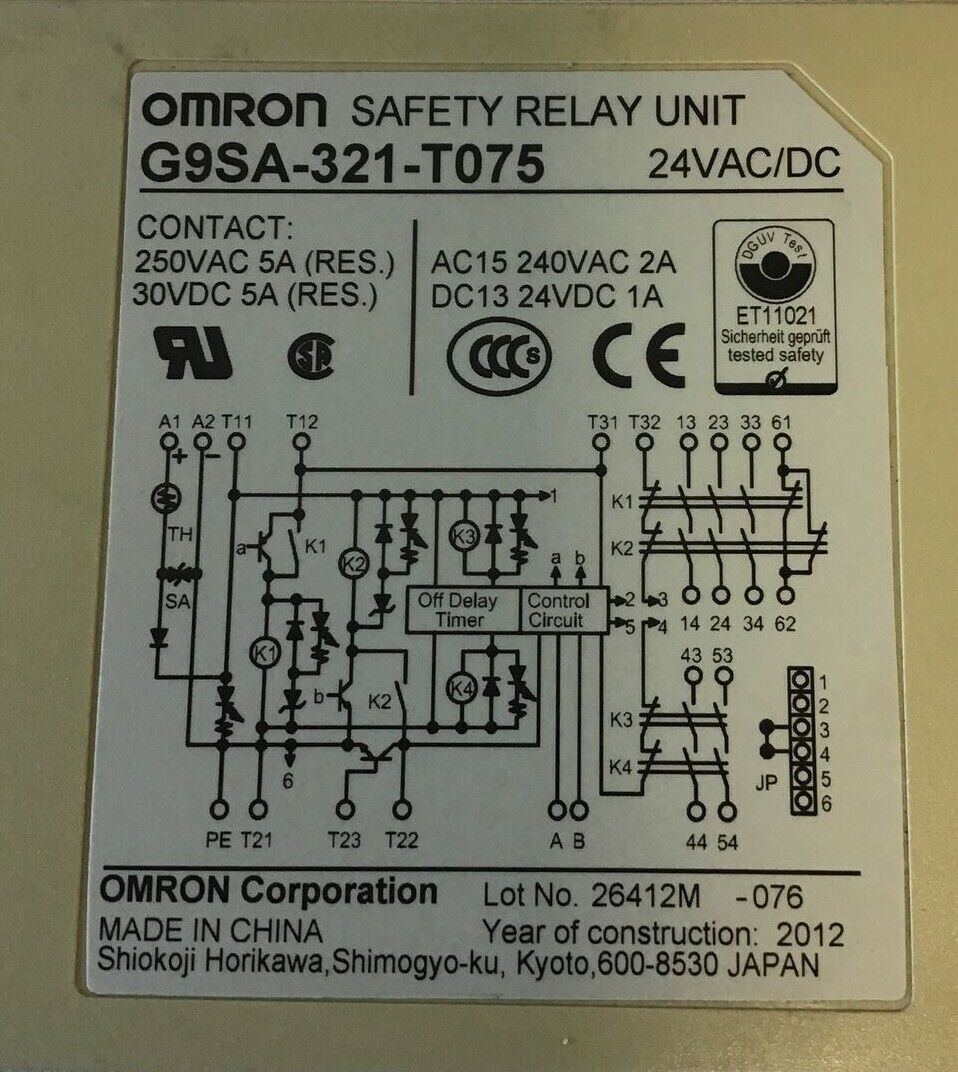 OMRON SAFETY RELAY UNIT
G9SA-321-T075 24VAC/DC
CONTACT:
250VAC 5A (RES.)
30VDC 5A (RES.)
AC15 240VAC 2A
DC13 24VDC 1A
DGUV Test
ET11021
Sicherheit geprüft
tested safety
RU SA CCC S CE
A1 A2 T11 T12 T31 T32 13 23 33 61
+ -
1
K1
TH a K1 K2 K3 a b K2
SA
Off Delay Timer
Control Circuit
2 3
5 4
14 24 34 62
K1 b K2 K4
43 53
K3
K4
6
JP
1
2
3
4
5
6
PE T21 T23 T22 A B 44 54
OMRON Corporation Lot No. 26412M -076
MADE IN CHINA Year of construction: 2012
Shiokoji Horikawa,Shimogyo-ku, Kyoto,600-8530 JAPAN